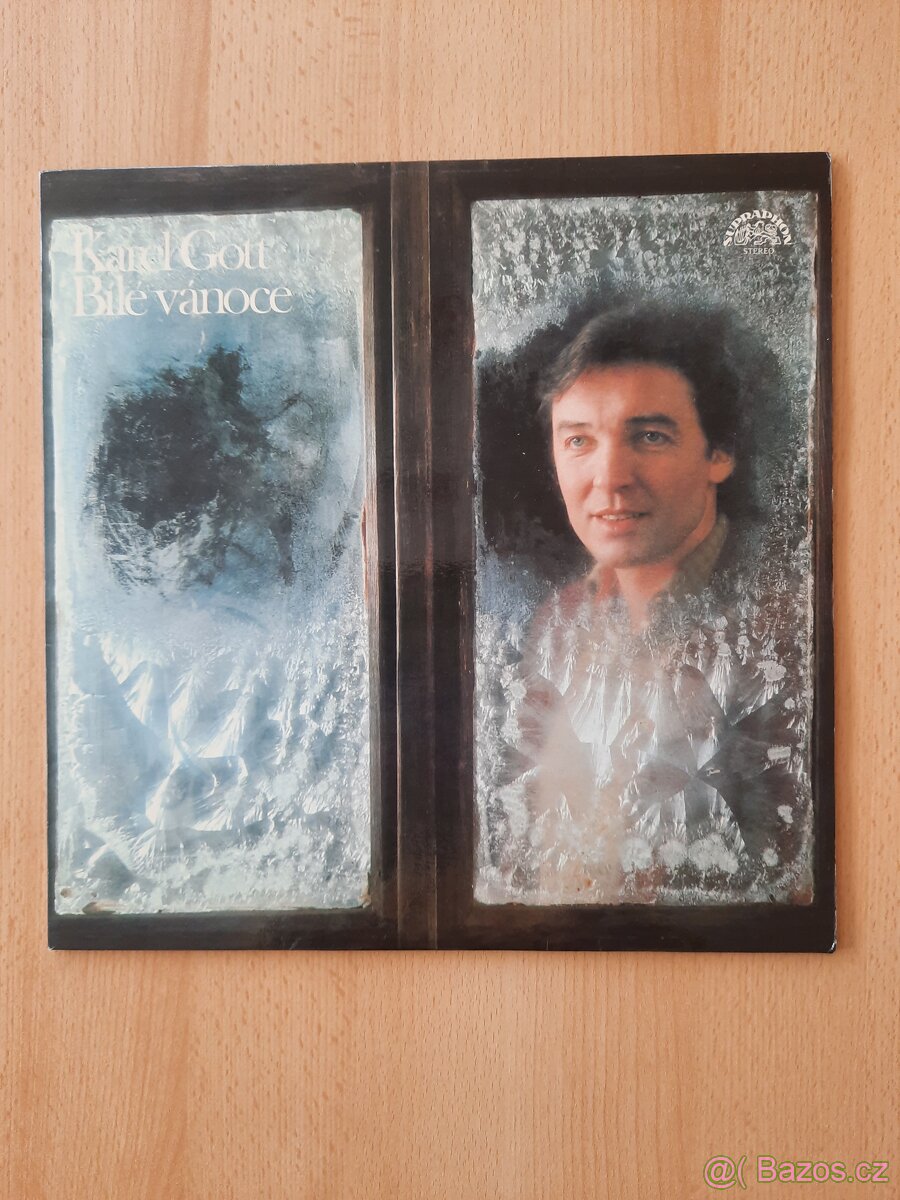 Karel Gott
Bílé vánoce
SUPRAPHON
STEREO
@( Bazos.cz